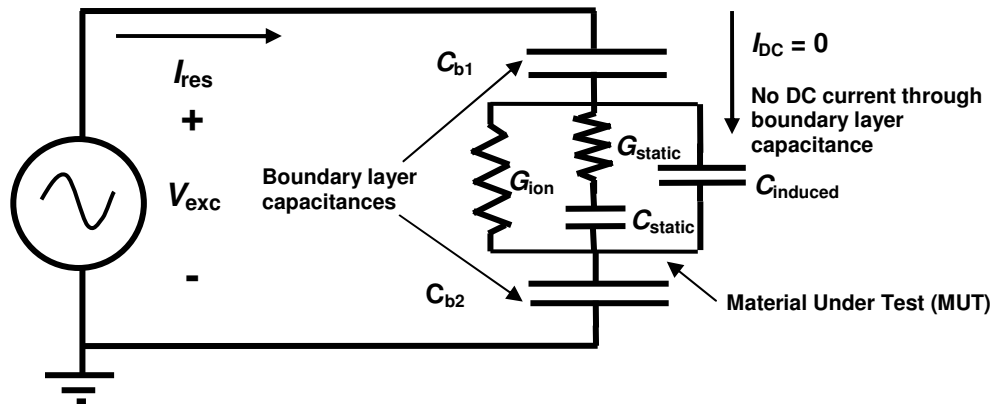 I_DC = 0
C_b1
I_res
+
No DC current through
boundary layer
capacitance
G_static
Boundary layer
capacitances
V_exc
G_ion
C_induced
C_static
-
C_b2
Material Under Test (MUT)